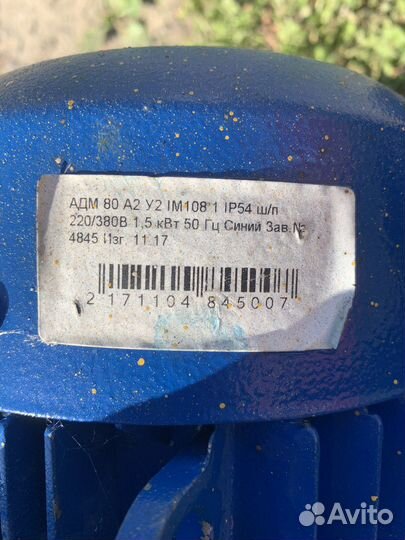 АДМ 80 А2 У2 IM108 1 IP54 ш/п
220/380В 1,5 кВт 50 Гц Синий Зав №
4845 Изг. 11.17
2 171104 845007
Avito